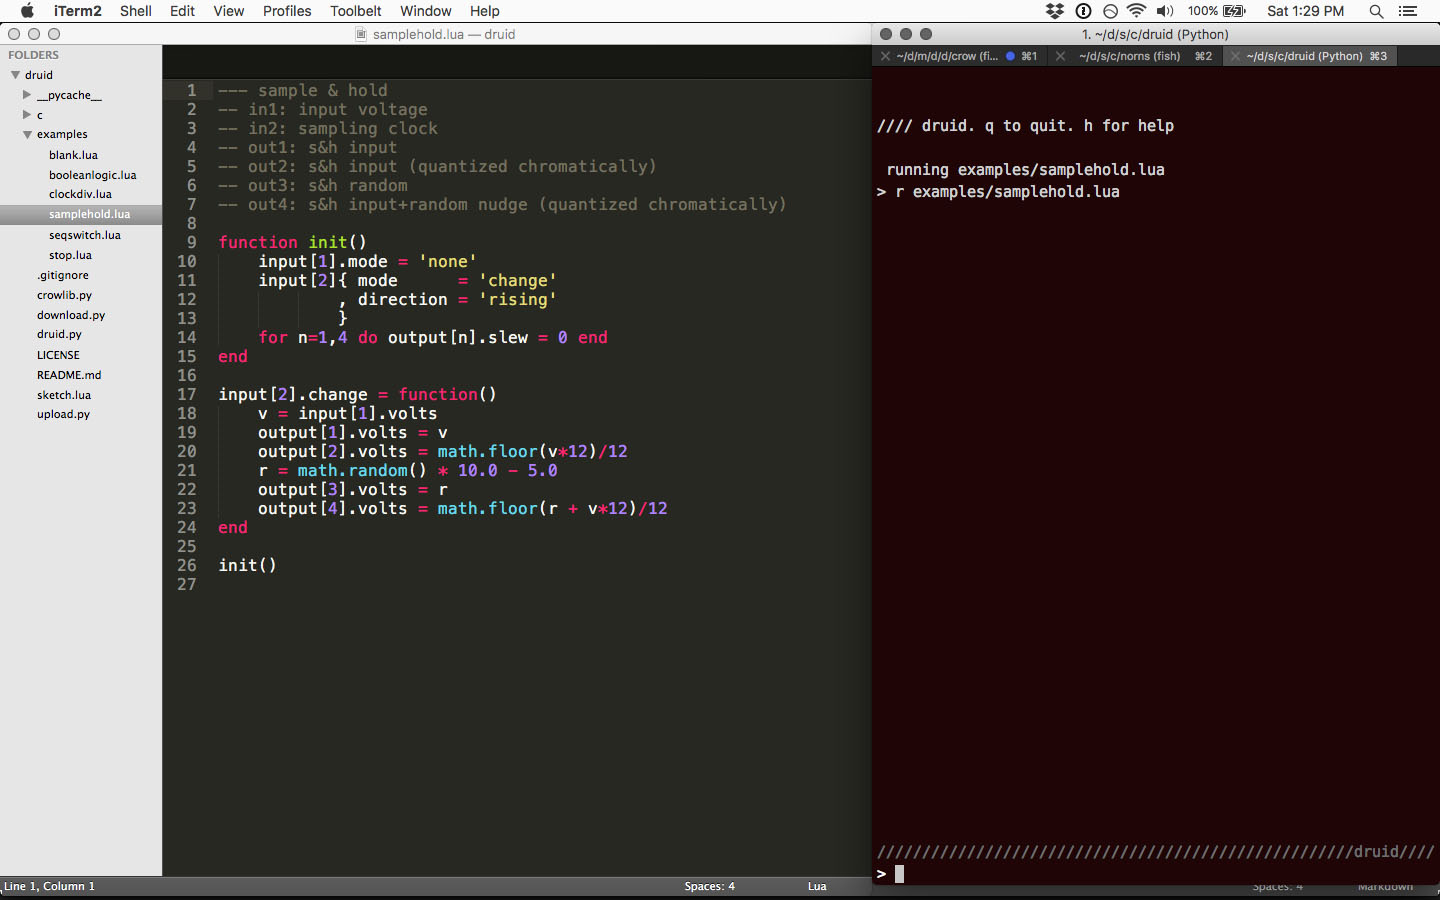 iTerm2 Shell Edit View Profiles Toolbelt Window Help 100% Sat 1:29 PM
samplehold.lua — druid
FOLDERS
druid
__pycache__
c
examples
blank.lua
booleanlogic.lua
clockdiv.lua
samplehold.lua
seqswitch.lua
stop.lua
.gitignore
crowlib.py
download.py
druid.py
LICENSE
README.md
sketch.lua
upload.py
1 --- sample & hold
2 -- in1: input voltage
3 -- in2: sampling clock
4 -- out1: s&h input
5 -- out2: s&h input (quantized chromatically)
6 -- out3: s&h random
7 -- out4: s&h input+random nudge (quantized chromatically)
8
9 function init()
10     input[1].mode = 'none'
11     input[2]{ mode      = 'change'
12             , direction = 'rising'
13             }
14     for n=1,4 do output[n].slew = 0 end
15 end
16
17 input[2].change = function()
18     v = input[1].volts
19     output[1].volts = v
20     output[2].volts = math.floor(v*12)/12
21     r = math.random() * 10.0 - 5.0
22     output[3].volts = r
23     output[4].volts = math.floor(r + v*12)/12
24 end
25
26 init()
27
Line 1, Column 1 Spaces: 4 Lua
1. ~/d/s/c/druid (Python)
~/d/m/d/d/crow (fi... ⌘1 ~/d/s/c/norns (fish) ⌘2 ~/d/s/c/druid (Python) ⌘3
//// druid. q to quit. h for help
running examples/samplehold.lua
> r examples/samplehold.lua
/////////////////////////////////////////////////////druid////
>
Spaces: 4 Markdown